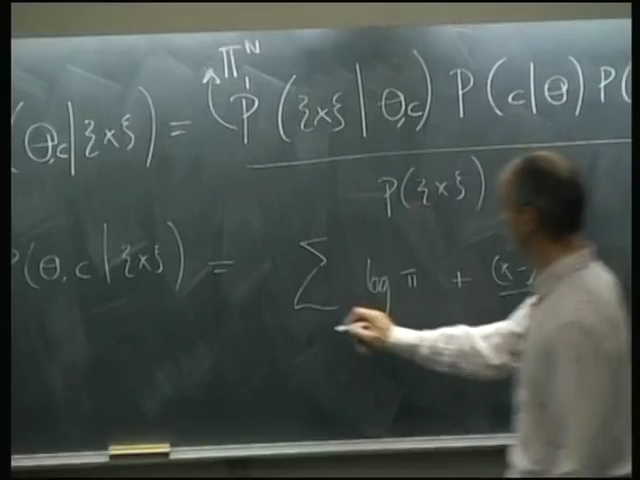 π^N
(θ,c|{x}) = (P({x}|θ,c) P(c|θ) P(
P({x})
P(θ,c|{x}) = Σ log π + (x-